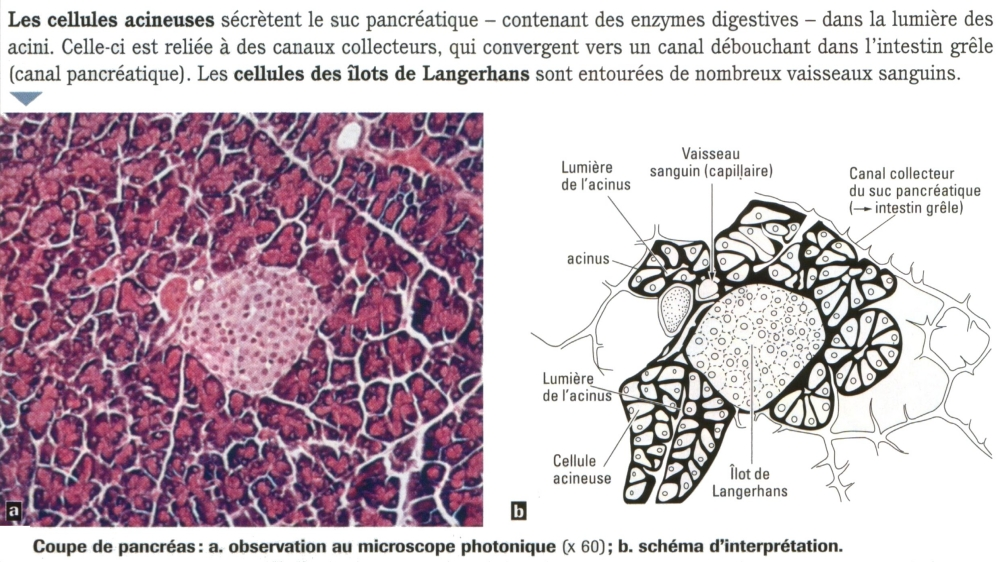 Les cellules acineuses sécrètent le suc pancréatique – contenant des enzymes digestives – dans la lumière des
acini. Celle-ci est reliée à des canaux collecteurs, qui convergent vers un canal débouchant dans l'intestin grêle
(canal pancréatique). Les cellules des îlots de Langerhans sont entourées de nombreux vaisseaux sanguins.
Lumière
de l'acinus
Vaisseau
sanguin (capillaire)
Canal collecteur
du suc pancréatique
(→ intestin grêle)
acinus
Lumière
de l'acinus
Cellule
acineuse
Îlot de
Langerhans
a
b
Coupe de pancréas : a. observation au microscope photonique (x 60) ; b. schéma d'interprétation.